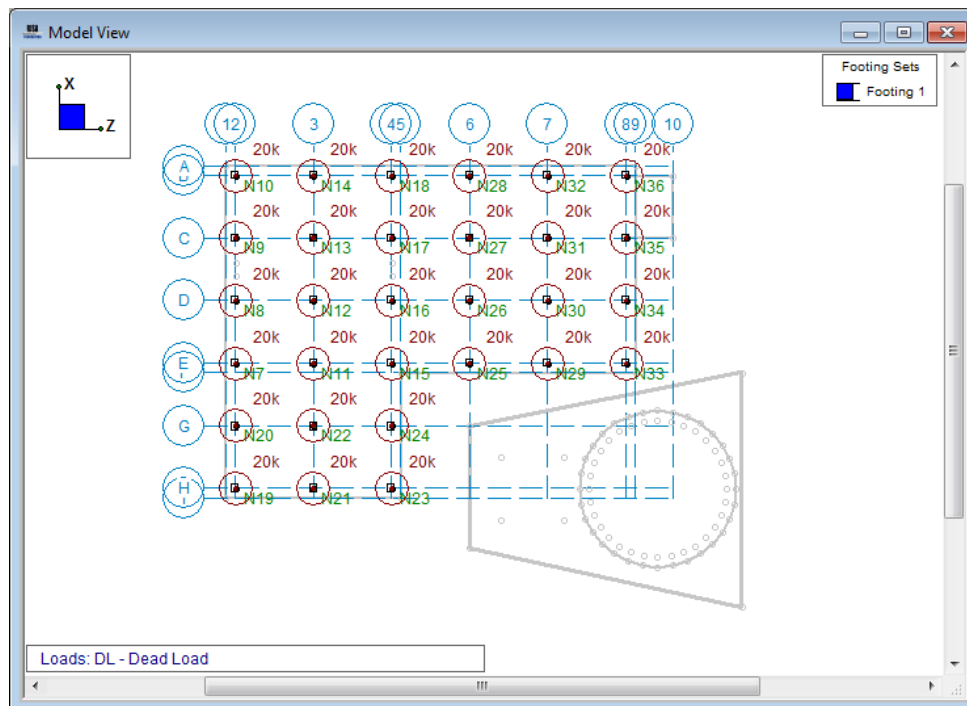 Model View
X
Z
Footing Sets
Footing 1
12 3 45 6 7 89 10
20k 20k 20k 20k 20k 20k
A
N10 N14 N18 N28 N32 N36
20k 20k 20k 20k 20k 20k
C
N9 N13 N17 N27 N31 N35
20k 20k 20k 20k 20k 20k
D
N8 N12 N16 N26 N30 N34
20k 20k 20k 20k 20k 20k
E
N7 N11 N15 N25 N29 N33
20k 20k 20k
G
N20 N22 N24
20k 20k 20k
H
N19 N21 N23
Loads: DL - Dead Load